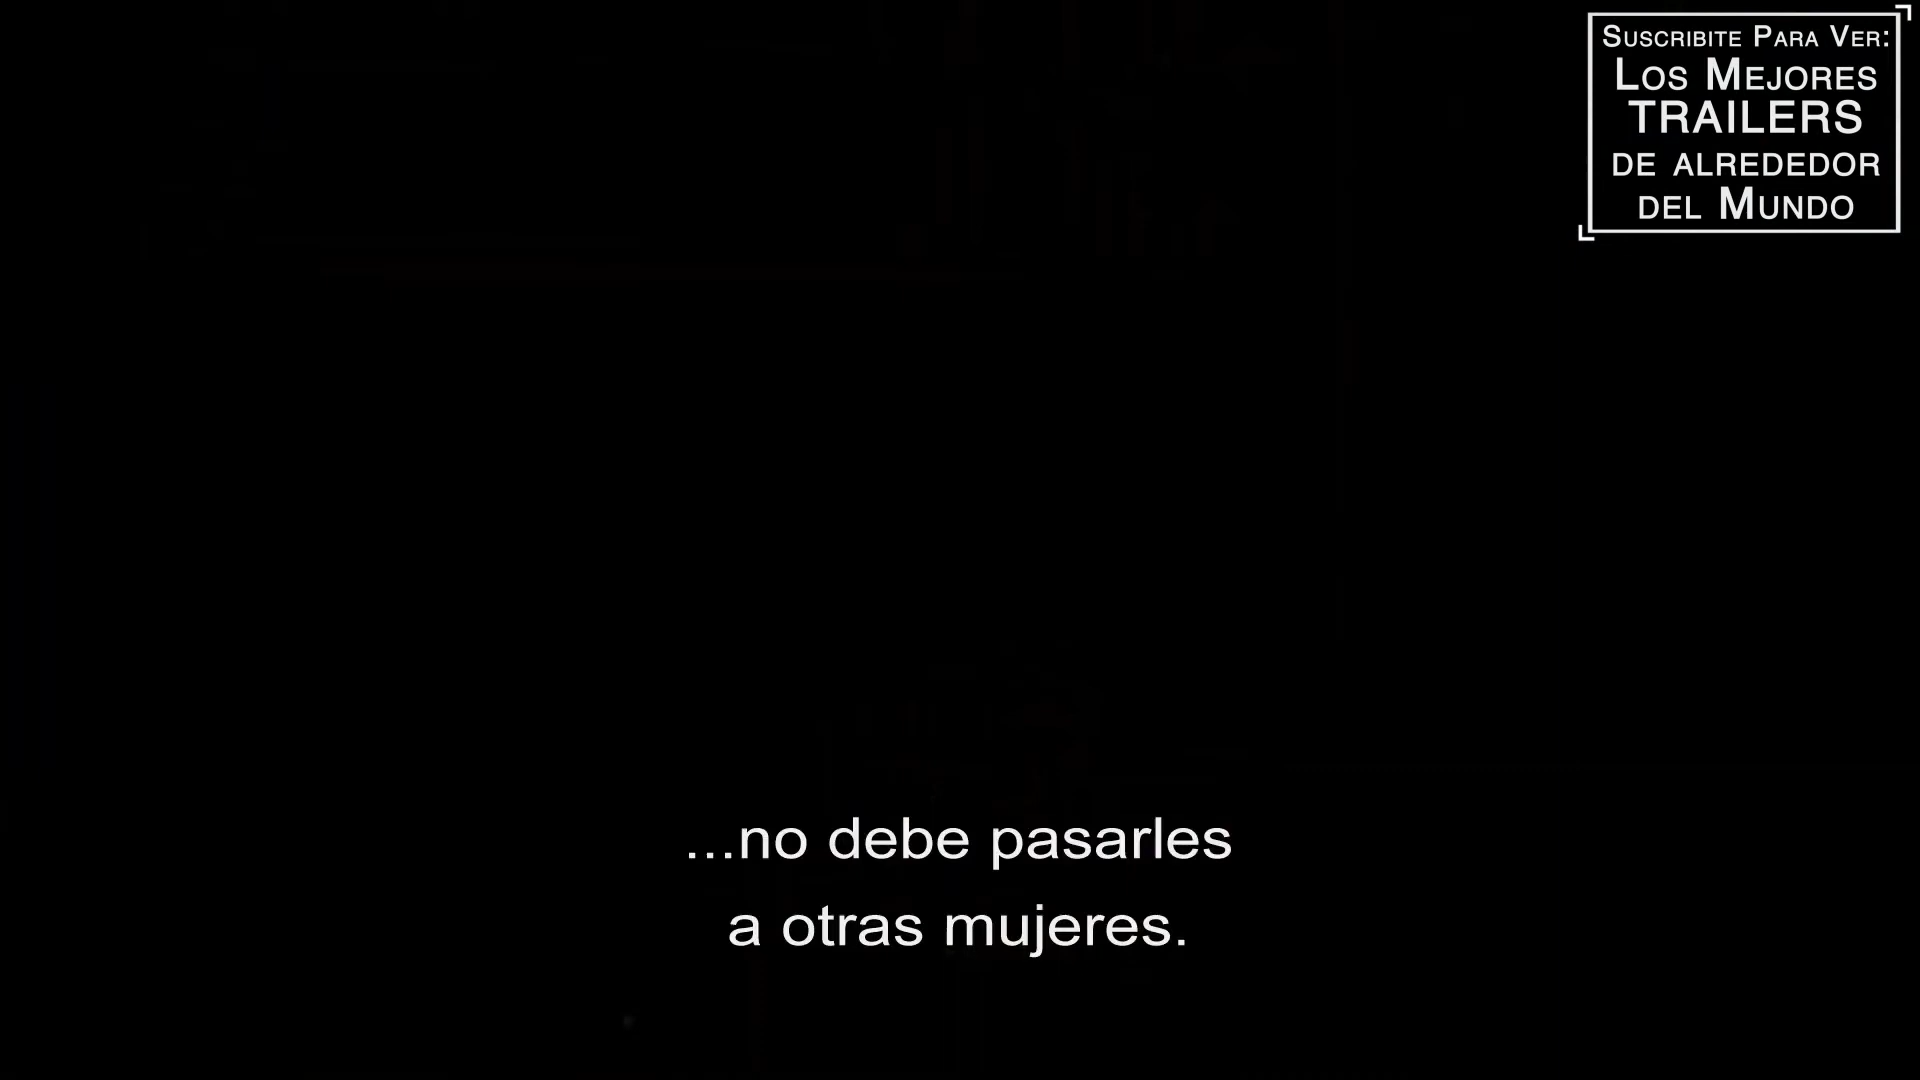 Suscribite Para Ver:
Los Mejores
TRAILERS
de alrededor
del Mundo
...no debe pasarles
a otras mujeres.